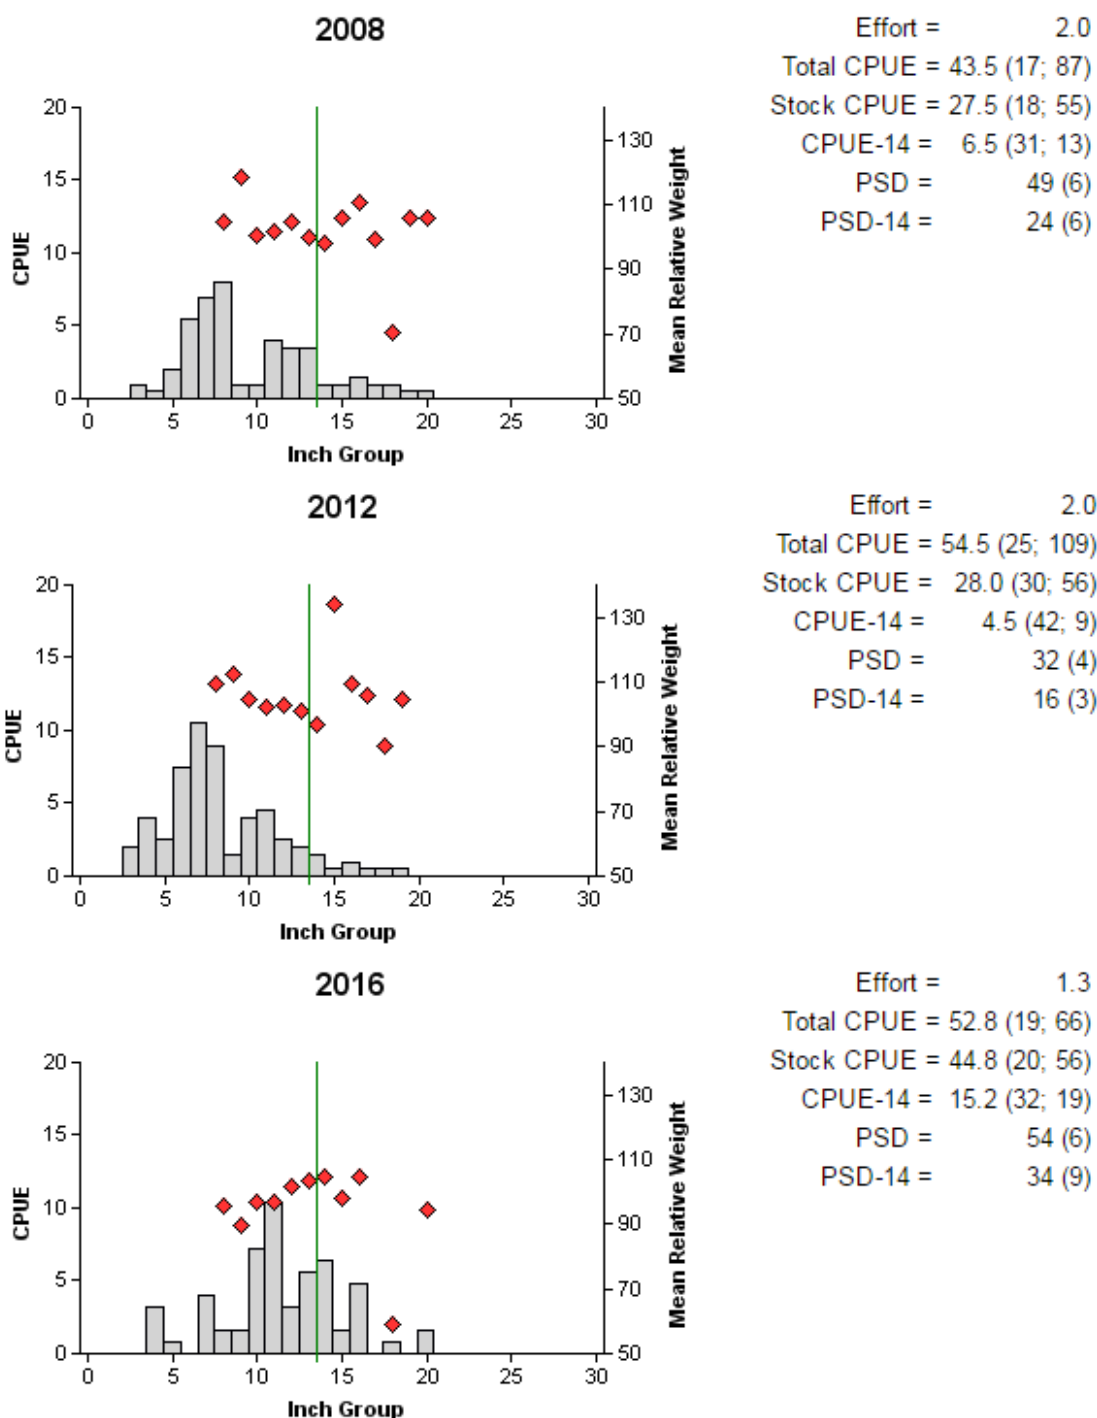 2008
Effort = 2.0
Total CPUE = 43.5 (17; 87)
Stock CPUE = 27.5 (18; 55)
CPUE-14 = 6.5 (31; 13)
PSD = 49 (6)
PSD-14 = 24 (6)
20
15
10
5
0
CPUE
130
110
90
70
50
Mean Relative Weight
0 5 10 15 20 25 30
Inch Group
2012
Effort = 2.0
Total CPUE = 54.5 (25; 109)
Stock CPUE = 28.0 (30; 56)
CPUE-14 = 4.5 (42; 9)
PSD = 32 (4)
PSD-14 = 16 (3)
20
15
10
5
0
CPUE
130
110
90
70
50
Mean Relative Weight
0 5 10 15 20 25 30
Inch Group
2016
Effort = 1.3
Total CPUE = 52.8 (19; 66)
Stock CPUE = 44.8 (20; 56)
CPUE-14 = 15.2 (32; 19)
PSD = 54 (6)
PSD-14 = 34 (9)
20
15
10
5
0
CPUE
130
110
90
70
50
Mean Relative Weight
0 5 10 15 20 25 30
Inch Group